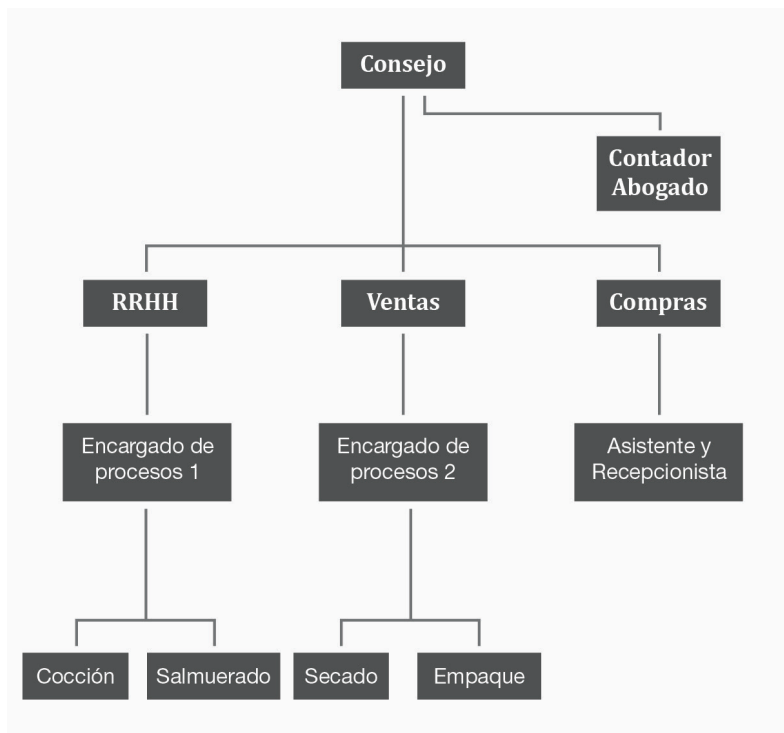 Consejo
Contador
Abogado
RRHH
Ventas
Compras
Encargado de
procesos 1
Encargado de
procesos 2
Asistente y
Recepcionista
Cocción
Salmuerado
Secado
Empaque